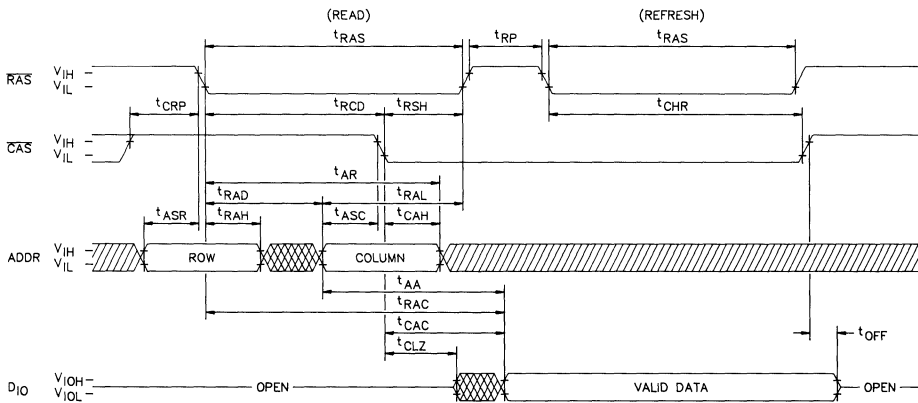 (READ) (REFRESH)
tRAS tRP tRAS
RAS VIH
VIL
tCRP tRCD tRSH tCHR
CAS VIH
VIL
tAR
tRAD tRAL
tASR tRAH tASC tCAH
ADDR VIH ROW COLUMN
VIL
tAA
tRAC
tCAC tOFF
tCLZ
DIO VIOH OPEN VALID DATA OPEN
VIOL